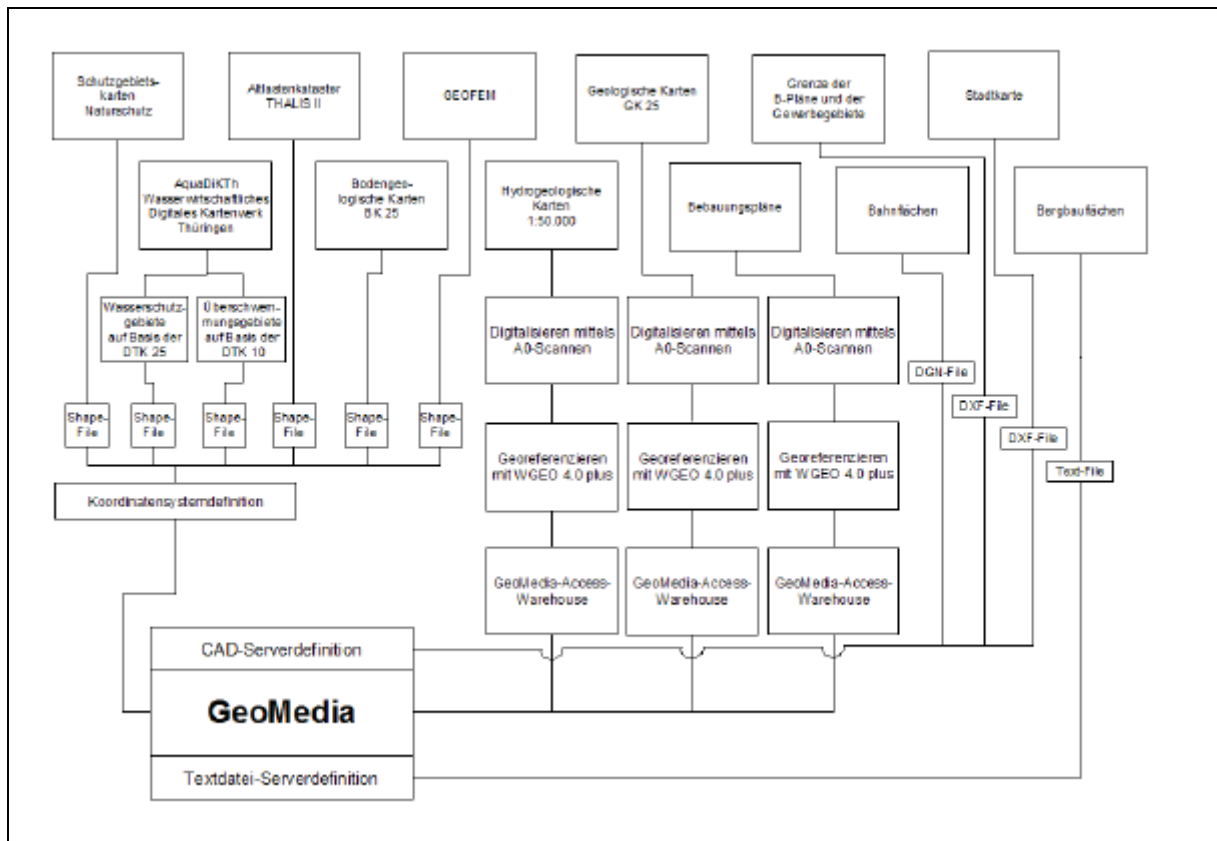 Schutzgebiets-
karten
Naturschutz
Altlastenkataster
THALIS II
GEOFEM
Geologische Karten
GK 25
Grenze der
B-Pläne und der
Gewerbegebiete
Stadtkarte
AquaDiKTh
Wasserwirtschaftliches
Digitales Kartenwerk
Thüringen
Bodengeo-
logische Karten
BK 25
Hydrogeologische
Karten
1:50.000
Bebauungspläne
Bahnflächen
Bergbauflächen
Wasserschutz-
gebiete
auf Basis der
DTK 25
Überschwem-
mungsgebiete
auf Basis der
DTK 10
Digitalisieren mittels
A0-Scannen
Digitalisieren mittels
A0-Scannen
Digitalisieren mittels
A0-Scannen
DGN-File
DXF-File
DXF-File
Text-File
Shape-
File
Shape-
File
Shape-
File
Shape-
File
Shape-
File
Shape-
File
Georeferenzieren
mit WGEO 4.0 plus
Georeferenzieren
mit WGEO 4.0 plus
Georeferenzieren
mit WGEO 4.0 plus
Koordinatensystemdefinition
GeoMedia-Access-
Warehouse
GeoMedia-Access-
Warehouse
GeoMedia-Access-
Warehouse
CAD-Serverdefinition
GeoMedia
Textdatei-Serverdefinition